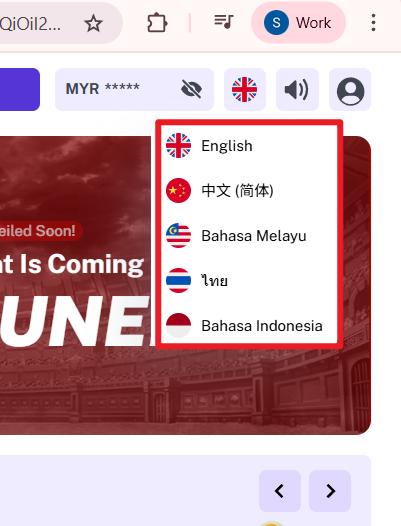 QiOil2...
S Work
MYR *****
English
中文 (简体)
Bahasa Melayu
ไทย
Bahasa Indonesia
eiled Soon!
at Is Coming
UNE